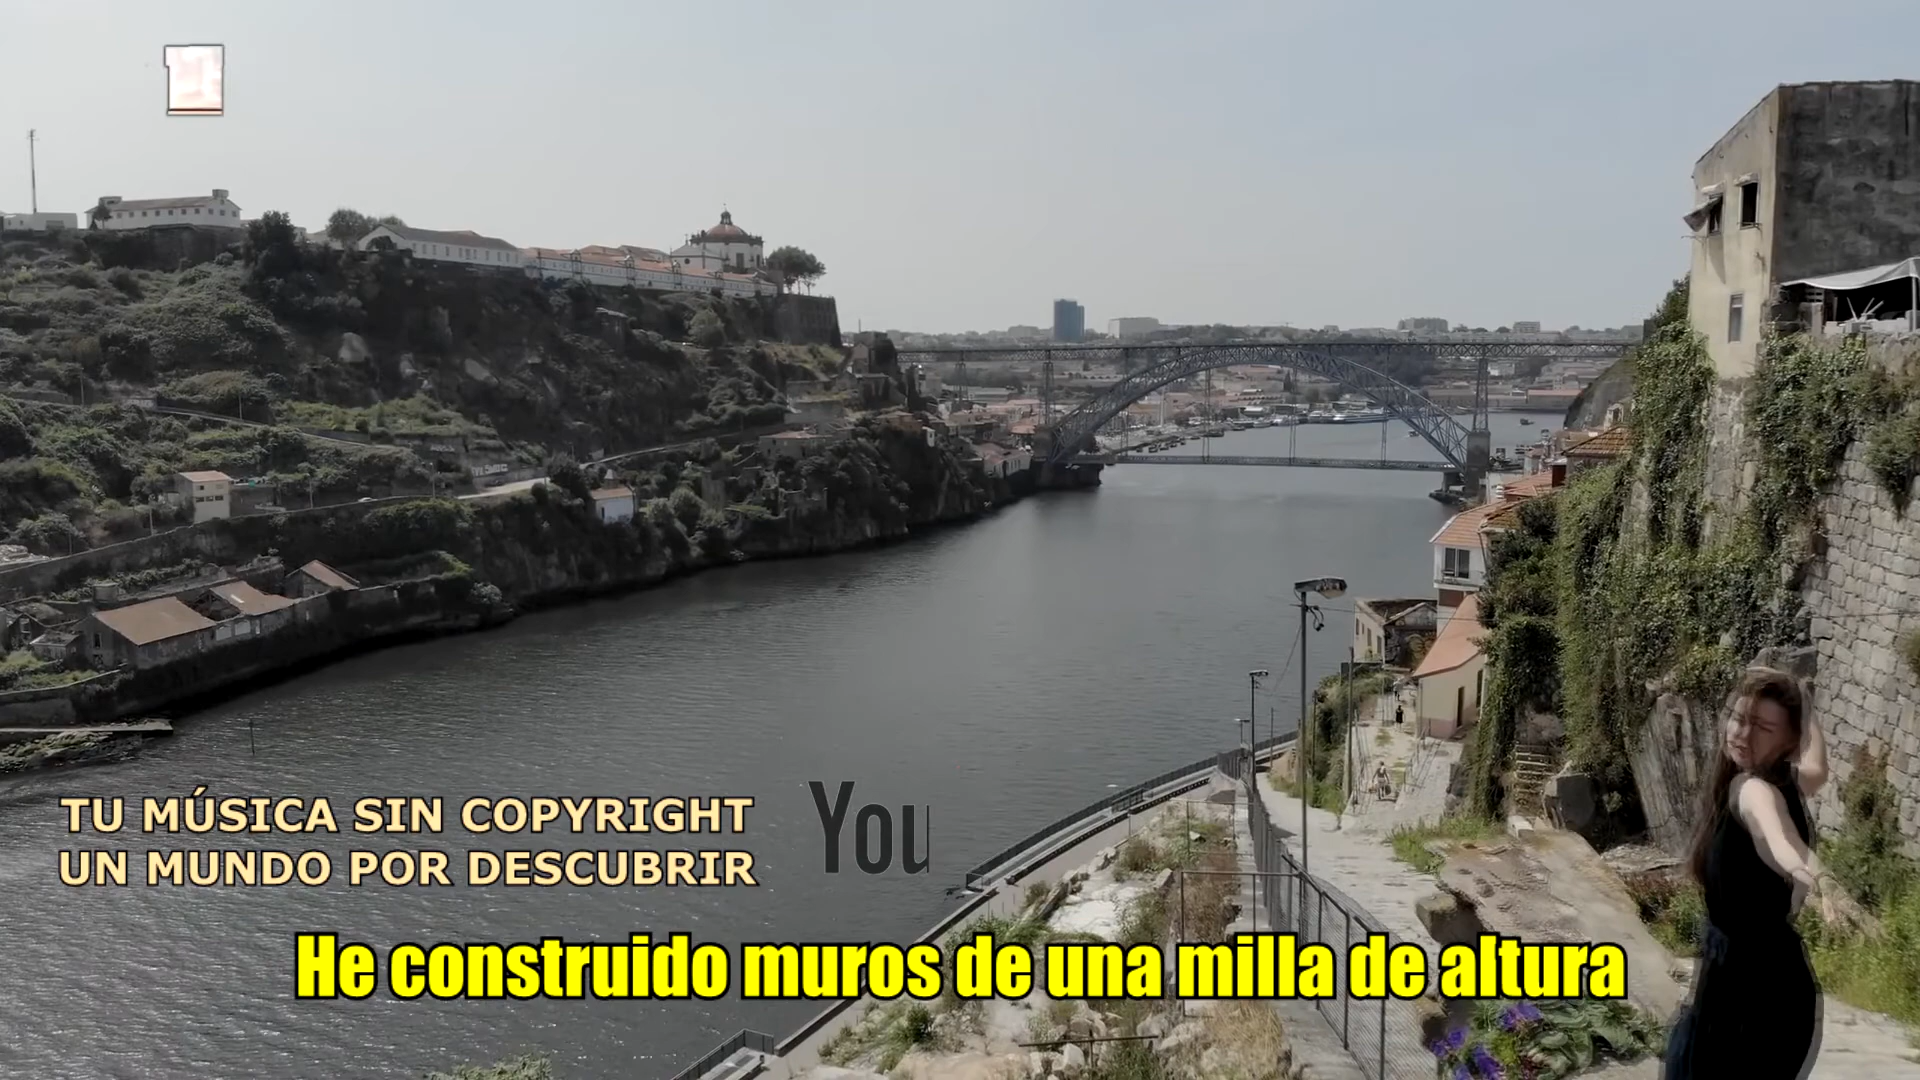 TU MÚSICA SIN COPYRIGHT
UN MUNDO POR DESCUBRIR
You
He construido muros de una milla de altura